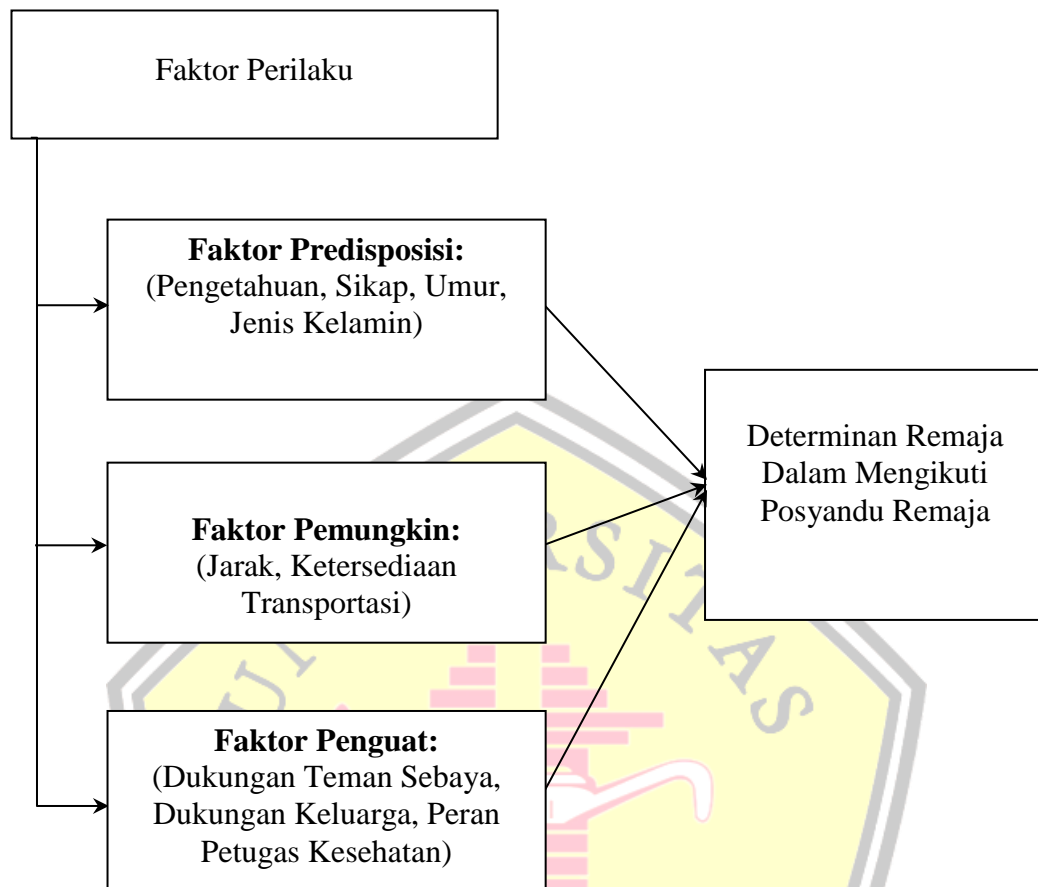 Faktor Perilaku
Faktor Predisposisi:
(Pengetahuan, Sikap, Umur,
Jenis Kelamin)
Faktor Pemungkin:
(Jarak, Ketersediaan
Transportasi)
Faktor Penguat:
(Dukungan Teman Sebaya,
Dukungan Keluarga, Peran
Petugas Kesehatan)
Determinan Remaja
Dalam Mengikuti
Posyandu Remaja